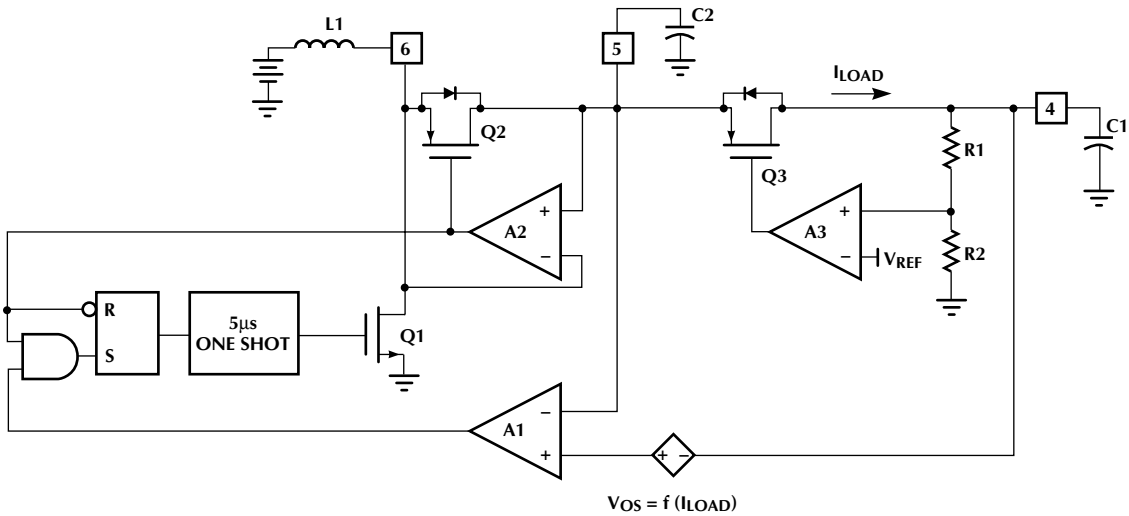 C2
L1
6
5
I LOAD
4
C1
Q2
R1
Q3
+
A2
−
+
A3
−
VREF
R2
R
S
5µs
ONE SHOT
Q1
−
A1
+
+ −
VOS = f (ILOAD)